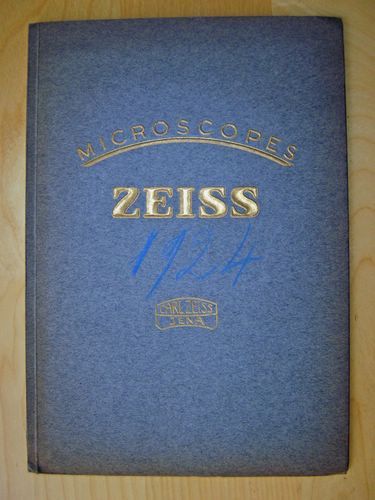 MICROSCOPES
ZEISS
1924
CARL ZEISS
JENA